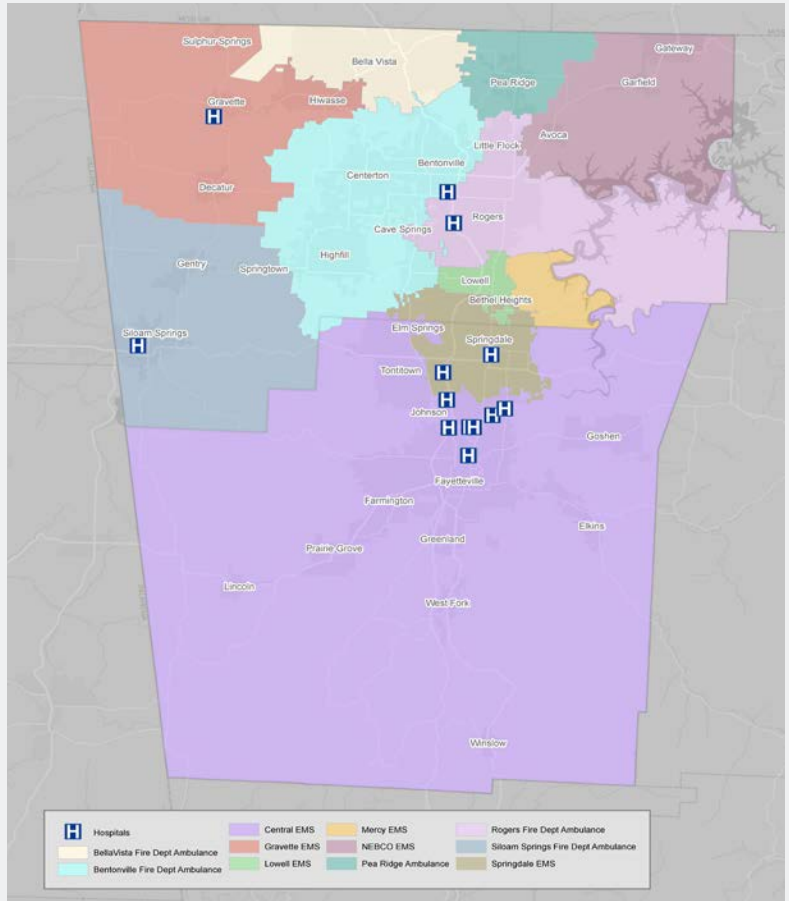 Sulphur Springs
Gateway
Bella Vista
Pea Ridge
Garfield
Gravette
Hiwasse
H
Avoca
Little Flock
Bentonville
Centerton
Decatur
H
Rogers
H
Cave Springs
Highfill
Gentry
Springtown
Lowell
Bethel Heights
Elm Springs
Siloam Springs
Springdale
H
H
Tontitown
H
H
Johnson
H
H
H
H
Goshen
H
Fayetteville
Farmington
Elkins
Greenland
Prairie Grove
Lincoln
West Fork
Winslow
H Hospitals
BellaVista Fire Dept Ambulance
Bentonville Fire Dept Ambulance
Central EMS
Gravette EMS
Lowell EMS
Mercy EMS
NEBCO EMS
Pea Ridge Ambulance
Rogers Fire Dept Ambulance
Siloam Springs Fire Dept Ambulance
Springdale EMS